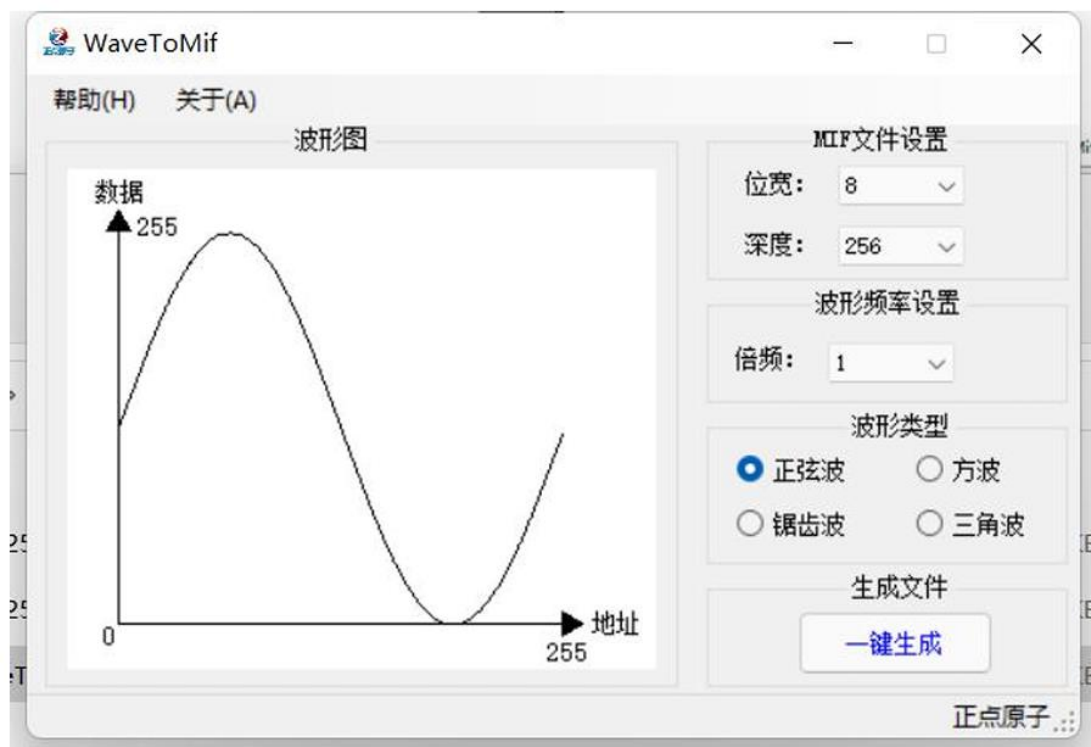 WaveToMif
帮助(H) 关于(A)
波形图
数据
255
0
255
地址
MIF文件设置
位宽: 8
深度: 256
波形频率设置
倍频: 1
波形类型
正弦波 方波
锯齿波 三角波
生成文件
一键生成
正点原子